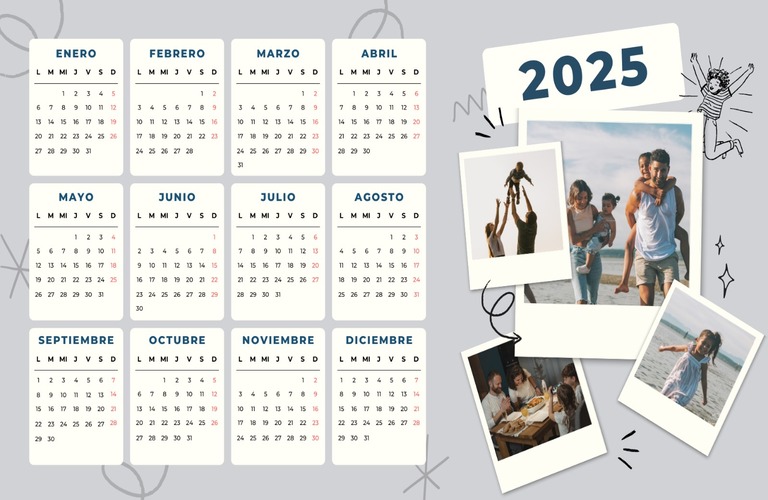 2025
ENERO
L M MI J V S D
1 2 3 4 5
6 7 8 9 10 11 12
13 14 15 16 17 18 19
20 21 22 23 24 25 26
27 28 29 30 31
FEBRERO
L M MI J V S D
1 2
3 4 5 6 7 8 9
10 11 12 13 14 15 16
17 18 19 20 21 22 23
24 25 26 27 28
MARZO
L M MI J V S D
1 2
3 4 5 6 7 8 9
10 11 12 13 14 15 16
17 18 19 20 21 22 23
24 25 26 27 28 29 30
31
ABRIL
L M MI J V S D
1 2 3 4 5 6
7 8 9 10 11 12 13
14 15 16 17 18 19 20
21 22 23 24 25 26 27
28 29 30
MAYO
L M MI J V S D
1 2 3 4
5 6 7 8 9 10 11
12 13 14 15 16 17 18
19 20 21 22 23 24 25
26 27 28 29 30 31
JUNIO
L M MI J V S D
1
2 3 4 5 6 7 8
9 10 11 12 13 14 15
16 17 18 19 20 21 22
23 24 25 26 27 28 29
30
JULIO
L M MI J V S D
1 2 3 4 5 6
7 8 9 10 11 12 13
14 15 16 17 18 19 20
21 22 23 24 25 26 27
28 29 30 31
AGOSTO
L M MI J V S D
1 2 3
4 5 6 7 8 9 10
11 12 13 14 15 16 17
18 19 20 21 22 23 24
25 26 27 28 29 30 31
SEPTIEMBRE
L M MI J V S D
1 2 3 4 5 6 7
8 9 10 11 12 13 14
15 16 17 18 19 20 21
22 23 24 25 26 27 28
29 30
OCTUBRE
L M MI J V S D
1 2 3 4 5
6 7 8 9 10 11 12
13 14 15 16 17 18 19
20 21 22 23 24 25 26
27 28 29 30 31
NOVIEMBRE
L M MI J V S D
1 2
3 4 5 6 7 8 9
10 11 12 13 14 15 16
17 18 19 20 21 22 23
24 25 26 27 28 29 30
DICIEMBRE
L M MI J V S D
1 2 3 4 5 6 7
8 9 10 11 12 13 14
15 16 17 18 19 20 21
22 23 24 25 26 27 28
29 30 31